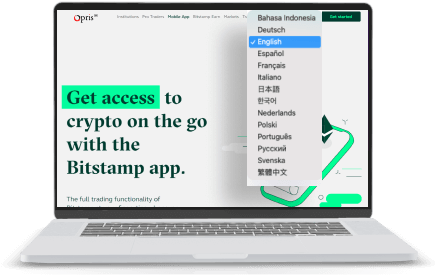 Opris
Institutions Pro Traders Mobile App Bitstamp Earn Markets
Get started
Bahasa Indonesia
Deutsch
✓ English
Español
Français
Italiano
日本語
한국어
Nederlands
Polski
Português
Русский
Svenska
繁體中文
Get access to
crypto on the go
with the
Bitstamp app.
The full trading functionality of